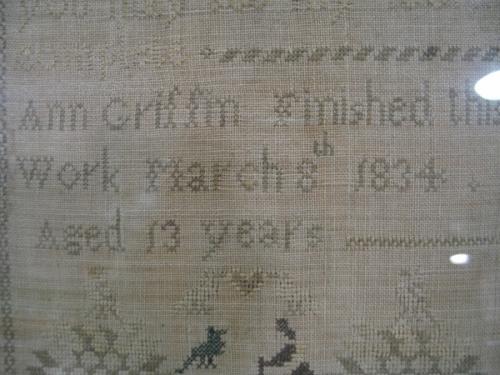 Ann Griffin Finished this
Work March 8th 1834
Aged 13 years